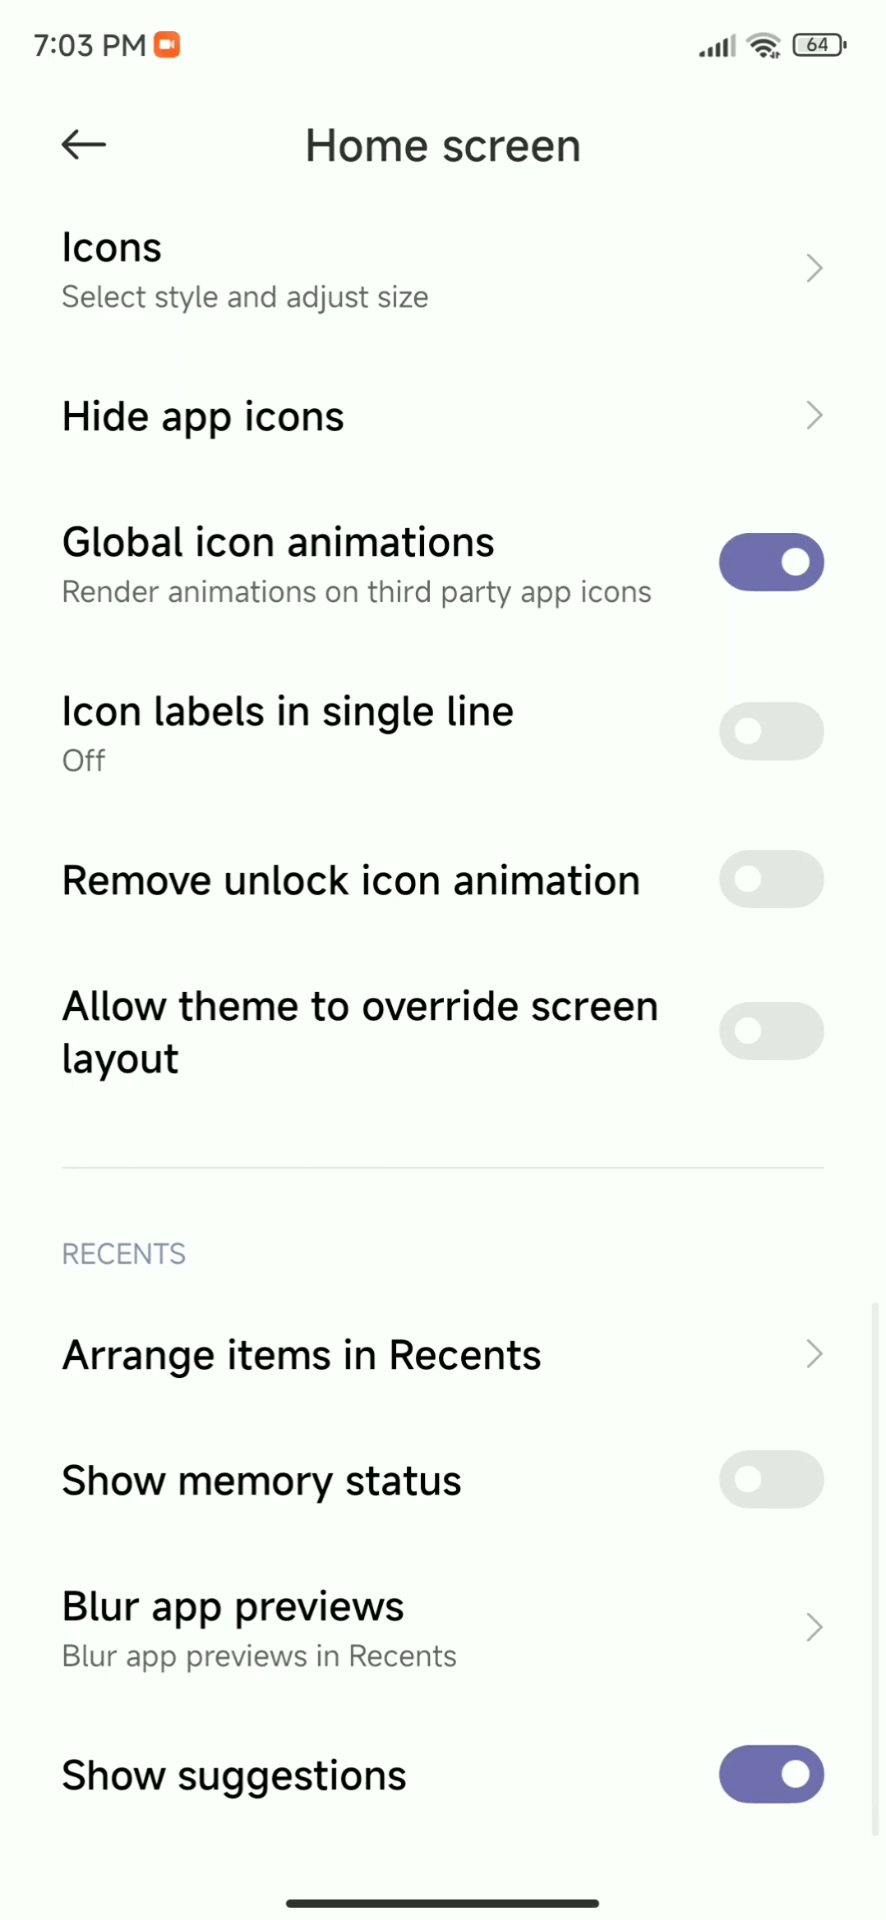 7:03 PM 64
Home screen
Icons
Select style and adjust size
Hide app icons
Global icon animations
Render animations on third party app icons
Icon labels in single line
Off
Remove unlock icon animation
Allow theme to override screen
layout
RECENTS
Arrange items in Recents
Show memory status
Blur app previews
Blur app previews in Recents
Show suggestions